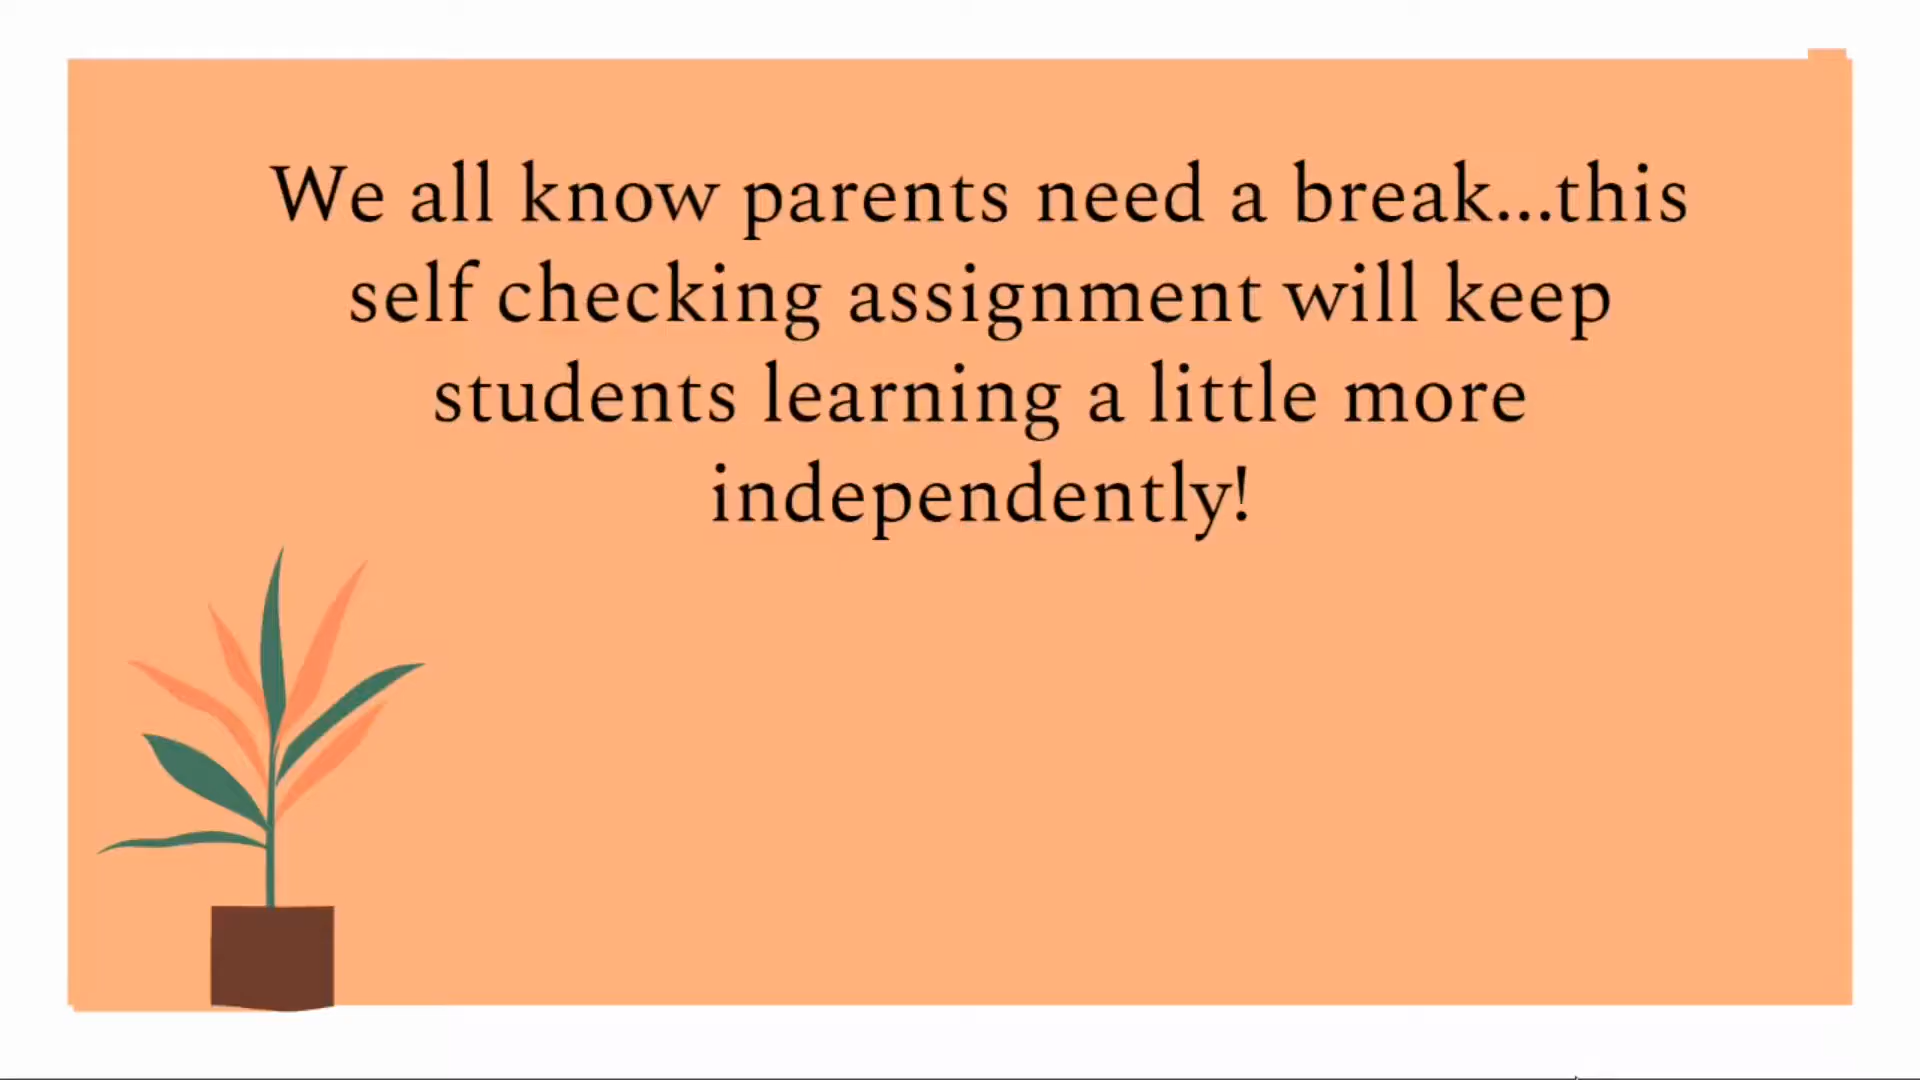 We all know parents need a break...this
self checking assignment will keep
students learning a little more
independently!